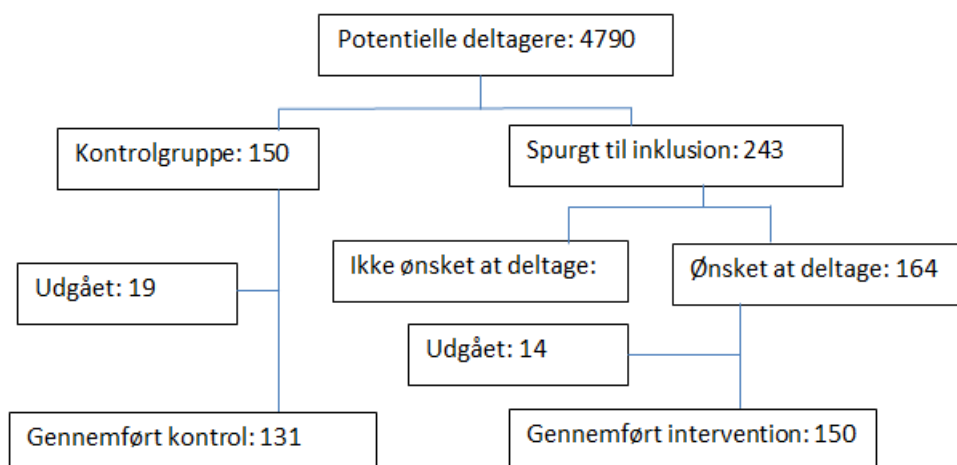 Potentielle deltagere: 4790
Kontrolgruppe: 150
Spurgt til inklusion: 243
Ikke ønsket at deltage:
Ønsket at deltage: 164
Udgået: 19
Udgået: 14
Gennemført kontrol: 131
Gennemført intervention: 150